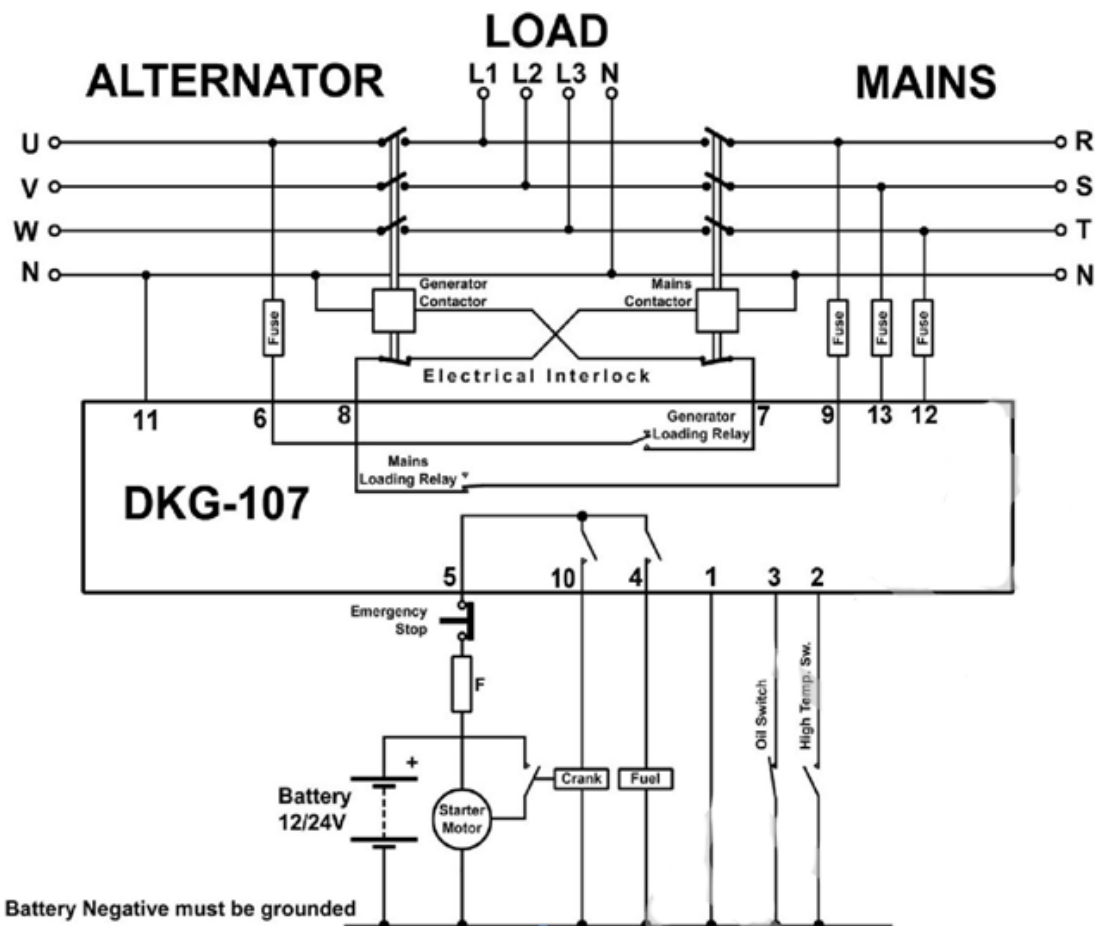 LOAD
ALTERNATOR
L1 L2 L3 N
MAINS
U
R
V
S
W
T
N
N
Generator
Contactor
Mains
Contactor
Fuse
Fuse
Fuse
Fuse
Electrical Interlock
11
6
8
7
9
13
12
Generator
Loading Relay
Mains
Loading Relay
DKG-107
5
10
4
1
3
2
Emergency
Stop
F
Oil Switch
High Temp. Sw.
+
Battery
12/24V
Starter
Motor
Crank
Fuel
Battery Negative must be grounded